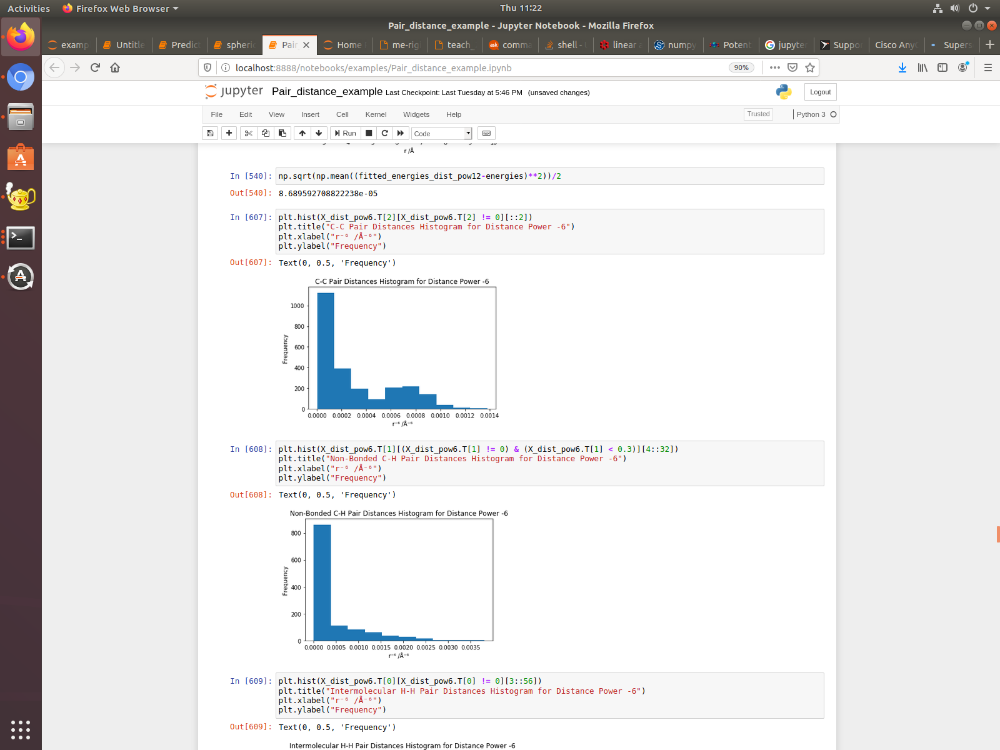 Activities
Firefox Web Browser
Thu 11:22
Pair_distance_example - Jupyter Notebook - Mozilla Firefox
examp
Untitle
Predic
spheri
Pair
Home
me-rig
teach_
comma
shell -
linear a
numpy
Potent
jupyter
Suppo
Cisco Any
Supers
localhost:8888/notebooks/examples/Pair_distance_example.ipynb
90%
jupyter
Pair_distance_example
Last Checkpoint: Last Tuesday at 5:46 PM
(unsaved changes)
Logout
File
Edit
View
Insert
Cell
Kernel
Widgets
Help
Trusted
Python 3
Run
Code
r /Å
In [540]:
np.sqrt(np.mean((fitted_energies_dist_pow12-energies)**2))/2
Out[540]:
8.689592708822238e-05
In [607]:
plt.hist(X_dist_pow6.T[2][X_dist_pow6.T[2] != 0][::2])
plt.title("C-C Pair Distances Histogram for Distance Power -6")
plt.xlabel("r⁻⁶ /Å⁻⁶")
plt.ylabel("Frequency")
Out[607]:
Text(0, 0.5, 'Frequency')
C-C Pair Distances Histogram for Distance Power -6
1000
800
600
400
200
0
Frequency
0.0000 0.0002 0.0004 0.0006 0.0008 0.0010 0.0012 0.0014
r⁻⁶ /Å⁻⁶
In [608]:
plt.hist(X_dist_pow6.T[1][(X_dist_pow6.T[1] != 0) & (X_dist_pow6.T[1] < 0.3)][4::32])
plt.title("Non-Bonded C-H Pair Distances Histogram for Distance Power -6")
plt.xlabel("r⁻⁶ /Å⁻⁶")
plt.ylabel("Frequency")
Out[608]:
Text(0, 0.5, 'Frequency')
Non-Bonded C-H Pair Distances Histogram for Distance Power -6
800
600
400
200
0
Frequency
0.0000 0.0005 0.0010 0.0015 0.0020 0.0025 0.0030 0.0035
r⁻⁶ /Å⁻⁶
In [609]:
plt.hist(X_dist_pow6.T[0][X_dist_pow6.T[0] != 0][3::56])
plt.title("Intermolecular H-H Pair Distances Histogram for Distance Power -6")
plt.xlabel("r⁻⁶ /Å⁻⁶")
plt.ylabel("Frequency")
Out[609]:
Text(0, 0.5, 'Frequency')
Intermolecular H-H Pair Distances Histogram for Distance Power -6